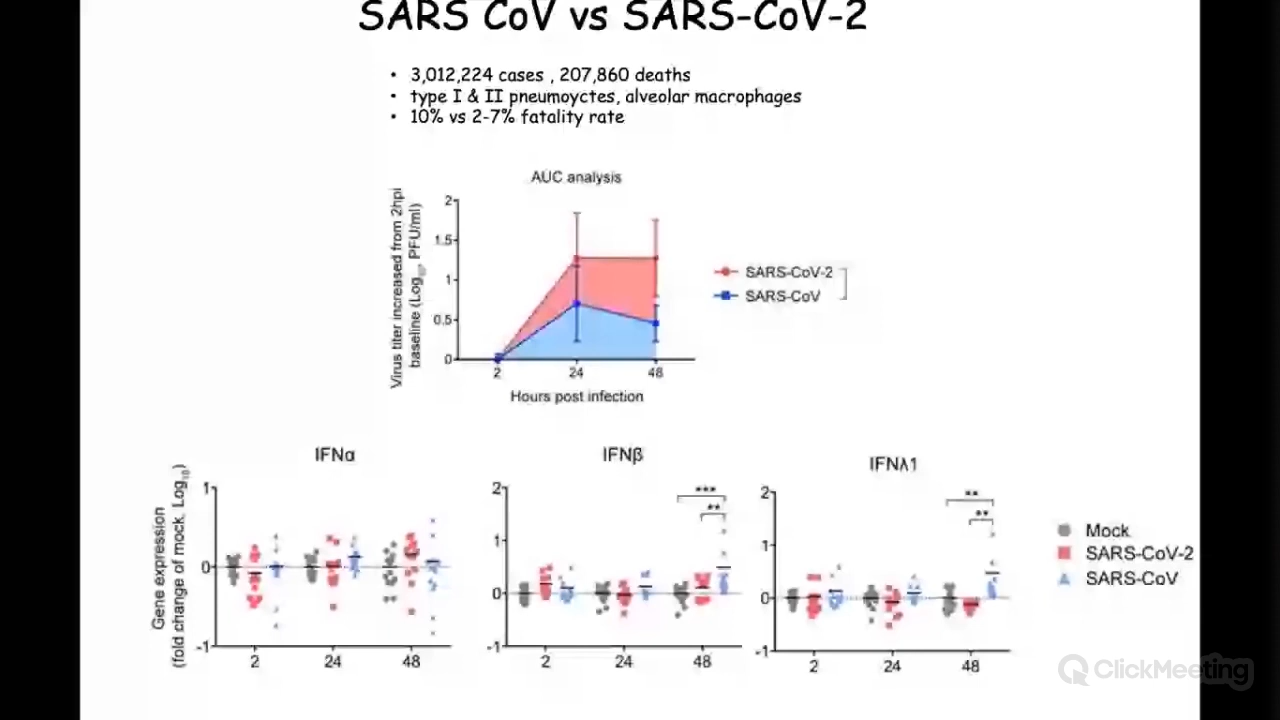 SARS CoV vs SARS-CoV-2
• 3,012,224 cases , 207,860 deaths
• type I & II pneumoyctes, alveolar macrophages
• 10% vs 2-7% fatality rate
AUC analysis
Virus titer increased from 2hpi
baseline (Log₁₀, PFU/ml)
2
1.5
1
0.5
0
2 24 48
Hours post infection
SARS-CoV-2
SARS-CoV
IFNα
Gene expression
(fold change of mock, Log₁₀)
1
0
-1
2 24 48
IFNβ
2
1
0
-1
***
**
2 24 48
IFNλ1
2
1
0
-1
**
**
2 24 48
Mock
SARS-CoV-2
SARS-CoV
ClickMeeting